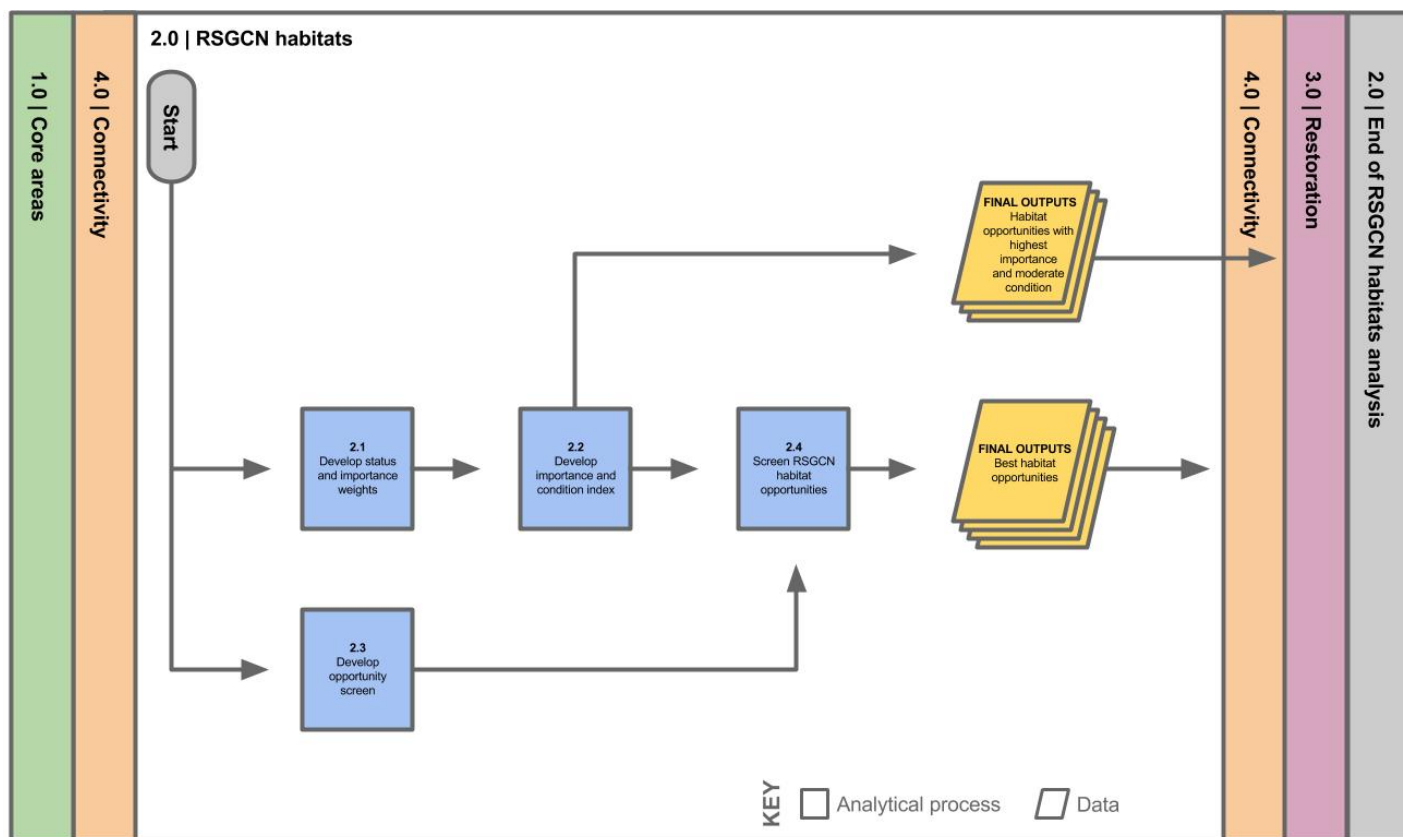 1.0 | Core areas
4.0 | Connectivity
2.0 | RSGCN habitats
Start
FINAL OUTPUTS
Habitat
opportunities with
highest
importance
and moderate
condition
2.1
Develop status
and importance
weights
2.2
Develop
importance and
condition index
2.4
Screen RSGCN
habitat
opportunities
FINAL OUTPUTS
Best habitat
opportunities
2.3
Develop
opportunity
screen
KEY
Analytical process
Data
4.0 | Connectivity
3.0 | Restoration
2.0 | End of RSGCN habitats analysis